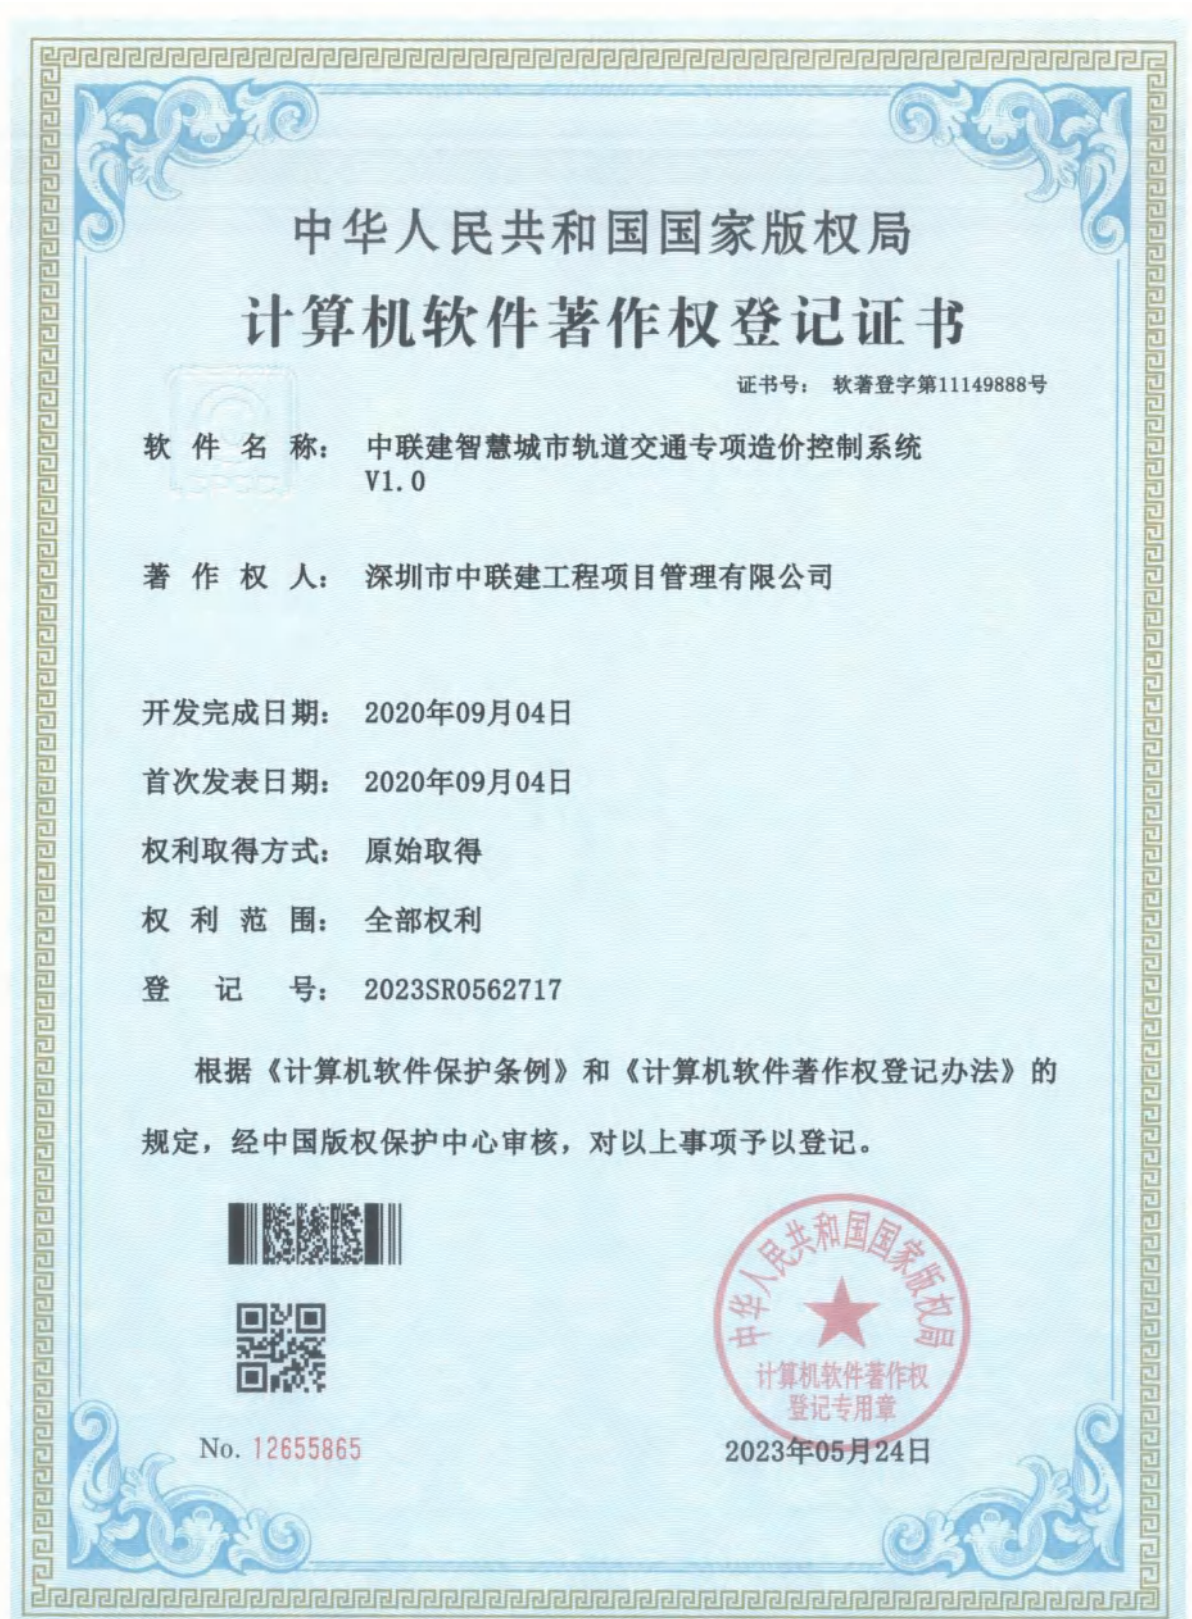 中华人民共和国国家版权局
计算机软件著作权登记证书
证书号： 软著登字第11149888号
软件名称： 中联建智慧城市轨道交通专项造价控制系统
V1.0
著作权人： 深圳市中联建工程项目管理有限公司
开发完成日期： 2020年09月04日
首次发表日期： 2020年09月04日
权利取得方式： 原始取得
权利范围： 全部权利
登记号： 2023SR0562717
根据《计算机软件保护条例》和《计算机软件著作权登记办法》的
规定，经中国版权保护中心审核，对以上事项予以登记。
中华人民共和国国家版权局
计算机软件著作权
登记专用章
No. 12655865
2023年05月24日